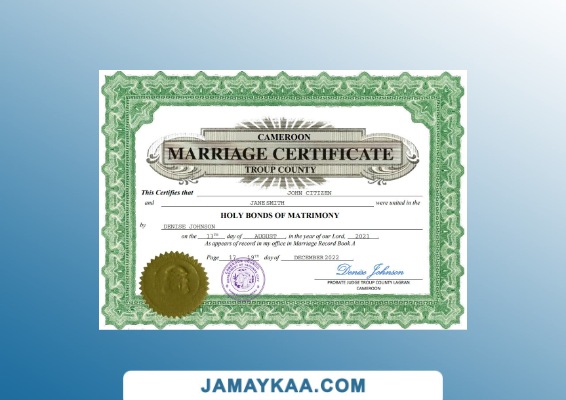 CAMEROON
MARRIAGE CERTIFICATE
TROUP COUNTY
This Certifies that JOHN CITIZEN
and JANESMITH were united in the
HOLY BONDS OF MATRIMONY
by DENISE JOHNSON
on the 11th day of AUGUST, in the year of our Lord, 2021.
As appears of record in my office in Marriage Record Book A
Page 17 19th day of DECEMBER 2022
Denise Johnson
PROBATE JUDGE TROUP COUNTY LAGRAN,
CAMEROON
JAMAYKAA.COM